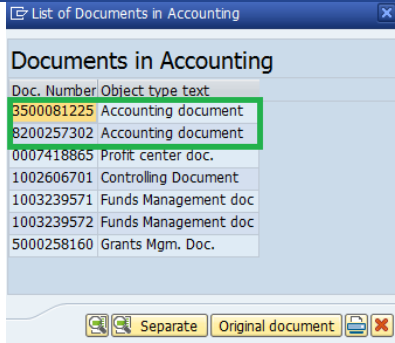 List of Documents in Accounting
Documents in Accounting
Doc. Number Object type text
3500081225 Accounting document
8200257302 Accounting document
0007418865 Profit center doc.
1002606701 Controlling Document
1003239571 Funds Management doc
1003239572 Funds Management doc
5000258160 Grants Mgm. Doc.
Separate Original document